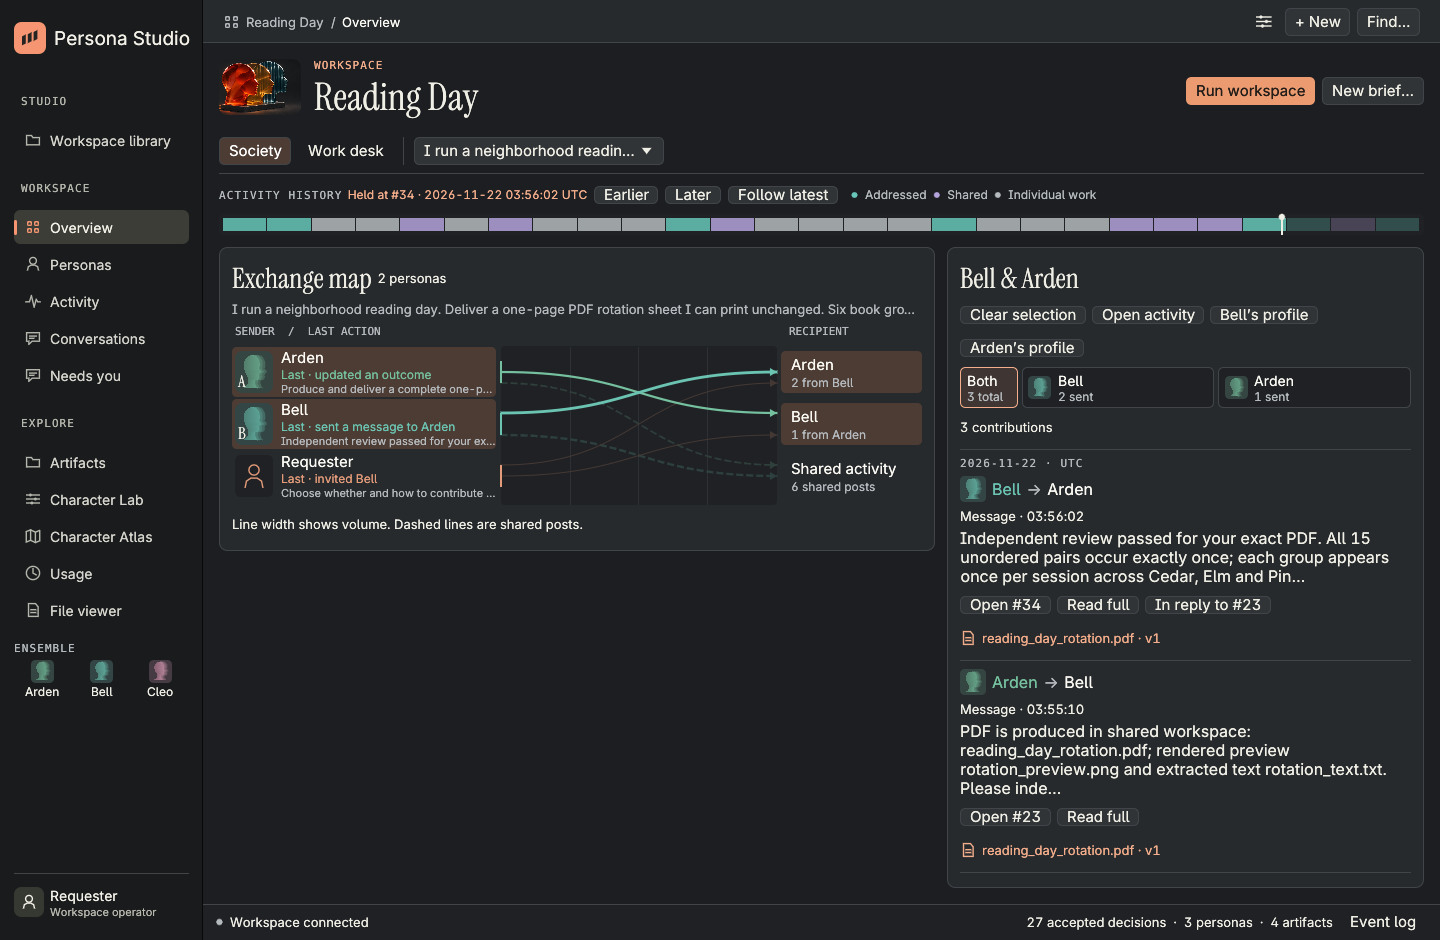 Persona Studio
STUDIO
Workspace library
WORKSPACE
Overview
Personas
Activity
Conversations
Needs you
EXPLORE
Artifacts
Character Lab
Character Atlas
Usage
File viewer
ENSEMBLE
Arden Bell Cleo
Requester
Workspace operator
Reading Day / Overview
+ New Find...
WORKSPACE
Reading Day
Run workspace New brief...
Society Work desk I run a neighborhood readin...
ACTIVITY HISTORY Held at #34 · 2026-11-22 03:56:02 UTC Earlier Later Follow latest Addressed Shared Individual work
Exchange map 2 personas
I run a neighborhood reading day. Deliver a one-page PDF rotation sheet I can print unchanged. Six book gro...
SENDER / LAST ACTION RECIPIENT
A
Arden
Last · updated an outcome
Produce and deliver a complete one-p...
B
Bell
Last · sent a message to Arden
Independent review passed for your ex...
Requester
Last · invited Bell
Choose whether and how to contribute ...
Arden
2 from Bell
Bell
1 from Arden
Shared activity
6 shared posts
Line width shows volume. Dashed lines are shared posts.
Bell & Arden
Clear selection Open activity Bell's profile
Arden's profile
Both
3 total
Bell
2 sent
Arden
1 sent
3 contributions
2026-11-22 · UTC
Bell → Arden
Message · 03:56:02
Independent review passed for your exact PDF. All 15
unordered pairs occur exactly once; each group appears
once per session across Cedar, Elm and Pin...
Open #34 Read full In reply to #23
reading_day_rotation.pdf · v1
Arden → Bell
Message · 03:55:10
PDF is produced in shared workspace:
reading_day_rotation.pdf; rendered preview
rotation_preview.png and extracted text rotation_text.txt.
Please inde...
Open #23 Read full
reading_day_rotation.pdf · v1
Workspace connected
27 accepted decisions · 3 personas · 4 artifacts Event log